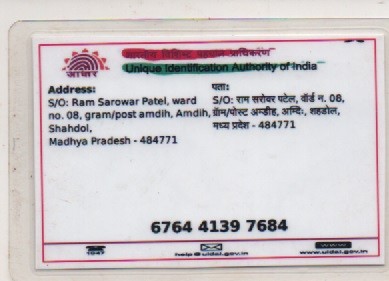 भारतीय विशिष्ट पहचान प्राधिकरण
Unique Identification Authority of India
आधार
Address:
S/O: Ram Sarowar Patel, ward
no. 08, gram/post amdih, Amdih,
Shahdol,
Madhya Pradesh - 484771
पता:
S/O: राम सरोवर पटेल, वॉर्ड न. 08,
ग्राम/पोस्ट अमडीह, अम्दिः, शहडोल,
मध्य प्रदेश - 484771
6764 4139 7684
1947
help@uidai.gov.in
www
www.uidai.gov.in